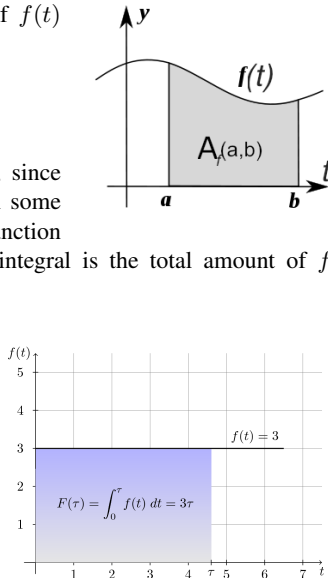 f f(t)
y
f(t)
A_f(a,b)
since
t
some
a
b
nction
integral is the total amount of f
f(t)
5
4
f(t) = 3
3
2
F(τ) = ∫₀^τ f(t) dt = 3τ
1
1 2 3 4 τ 5 6 7 t